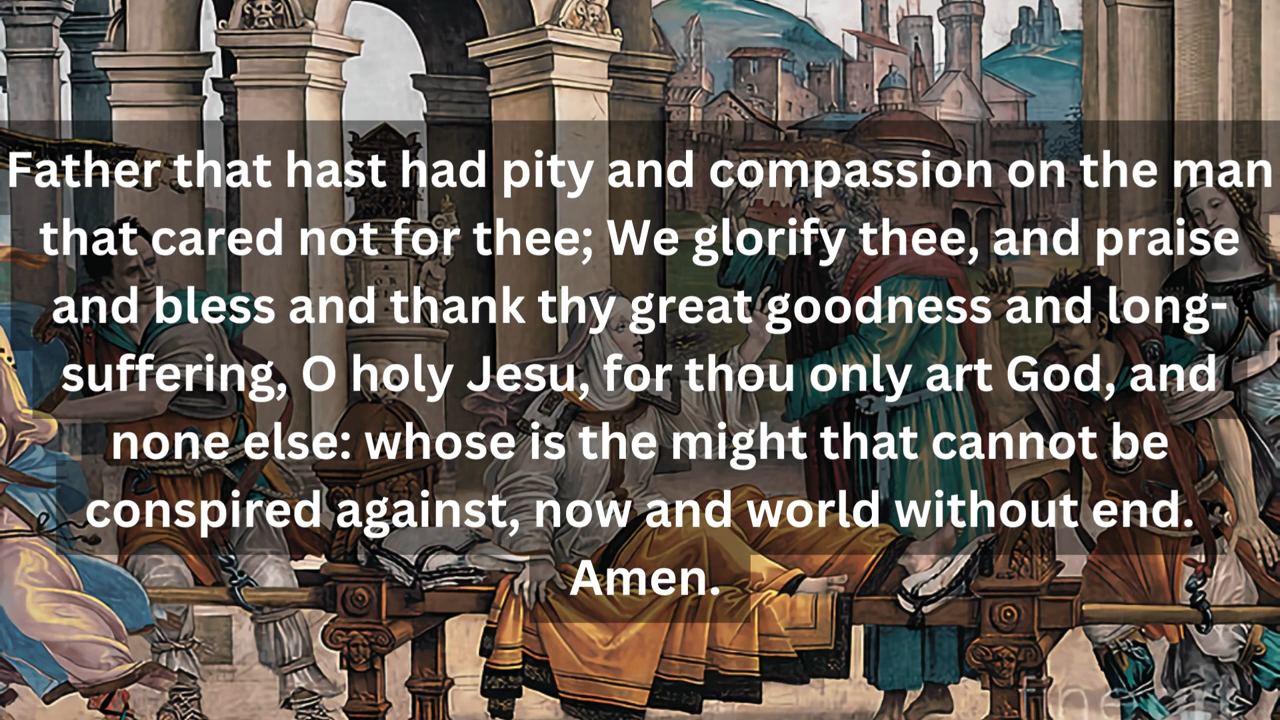 Father that hast had pity and compassion on the man
that cared not for thee; We glorify thee, and praise
and bless and thank thy great goodness and long-
suffering, O holy Jesu, for thou only art God, and
none else: whose is the might that cannot be
conspired against, now and world without end.
Amen.